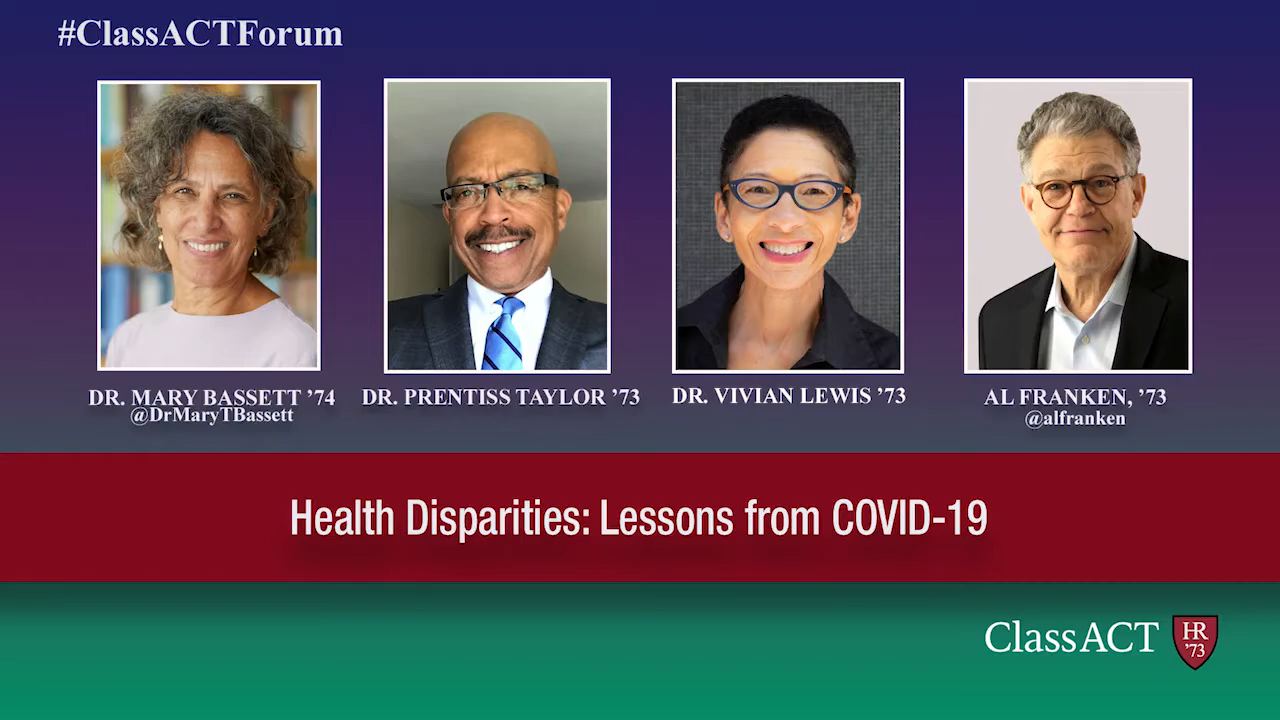 #ClassACTForum
DR. MARY BASSETT ’74
@DrMaryTBassett
DR. PRENTISS TAYLOR ’73
DR. VIVIAN LEWIS ’73
AL FRANKEN, ’73
@alfranken
Health Disparities: Lessons from COVID-19
ClassACT
HR
’73